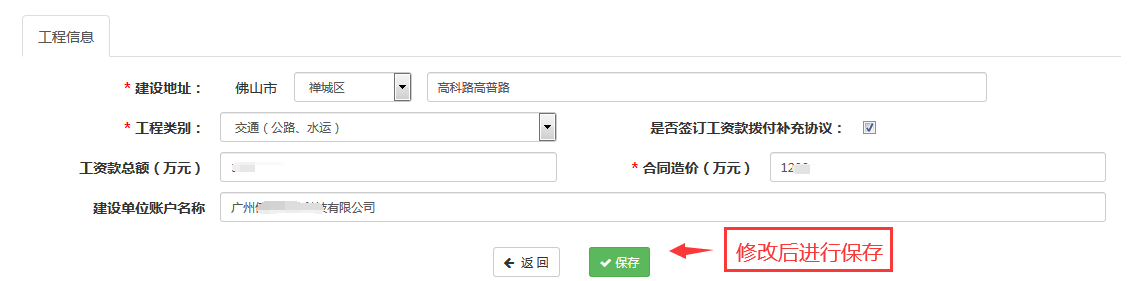 工程信息
* 建设地址： 佛山市 禅城区 高科路高普路
* 工程类别： 交通（公路、水运） 是否签订工资款拨付补充协议：
工资款总额（万元） * 合同造价（万元） 12
建设单位账户名称 广州 有限公司
返回 保存 修改后进行保存